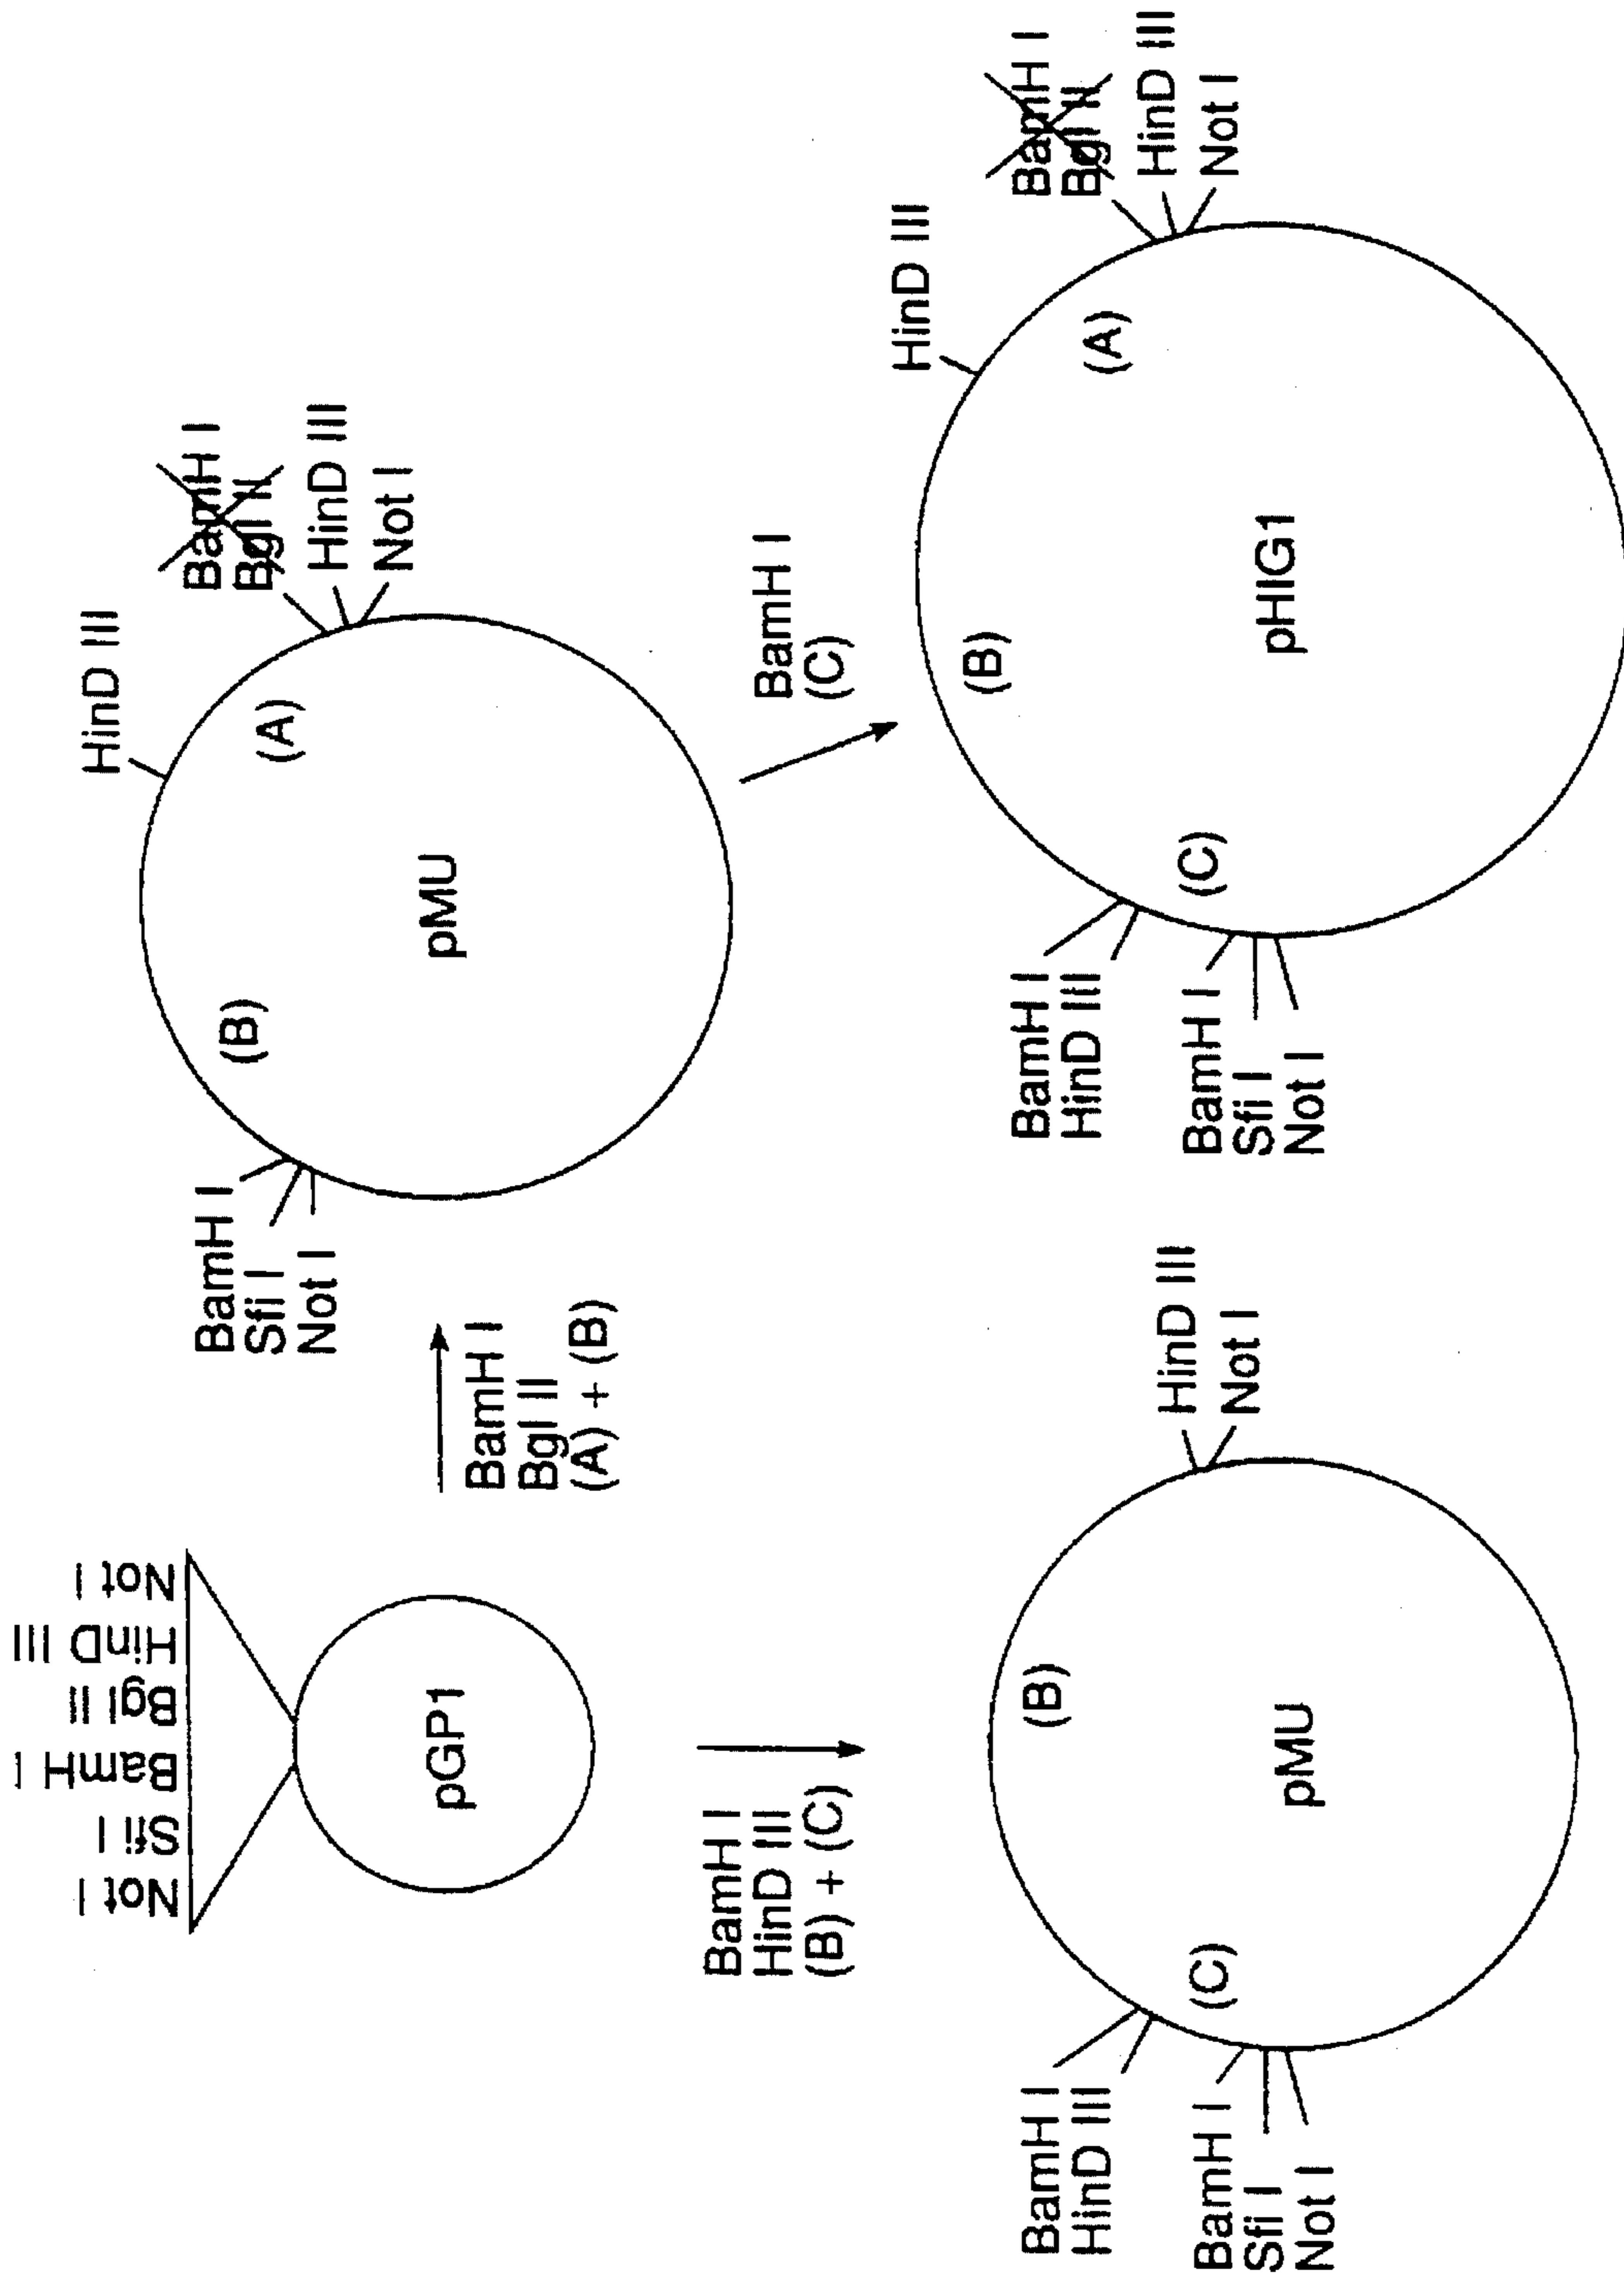 Not I
Sfi I
BamH I
Bgl II
HinD III
Not I
pGP1
BamH I
Bgl II
(A) + (B)
BamH I
Sfi I
Not I
(B)
HinD III
(A)
BamH I
Bgl II
HinD III
Not I
pMU
BamH I
HinD III
(B) + (C)
BamH I
(C)
BamH I
HinD III
BamH I
Sfi I
Not I
(C)
(B)
HinD III
Not I
pMU
BamH I
HinD III
BamH I
Sfi I
Not I
(C)
(B)
HinD III
(A)
BamH I
Bgl II
HinD III
Not I
pHIG1